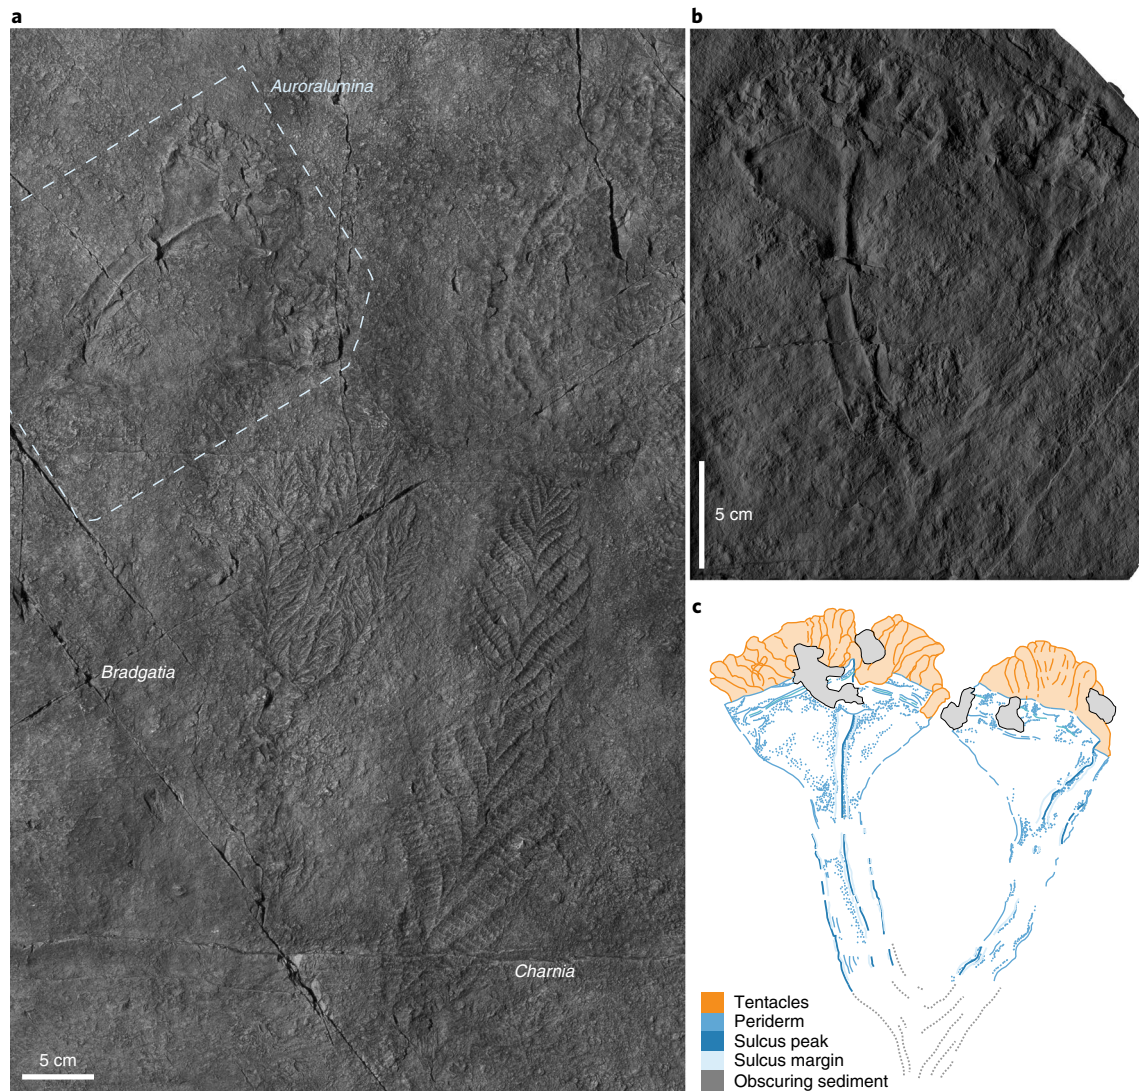 a
Auroralumina
Bradgatia
Charnia
5 cm
b
5 cm
c
Tentacles
Periderm
Sulcus peak
Sulcus margin
Obscuring sediment